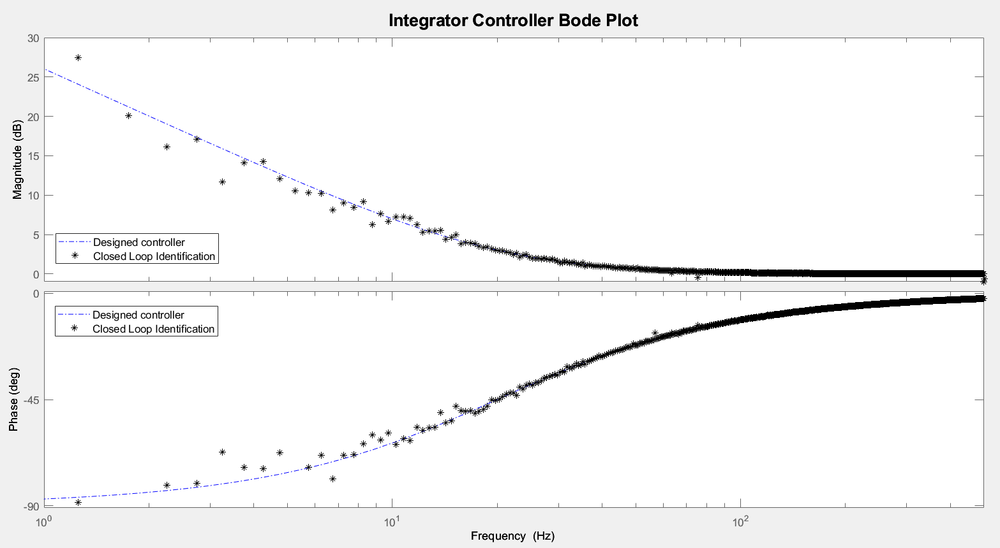 Integrator Controller Bode Plot
30
25
20
15
10
5
0
Magnitude (dB)
Designed controller
Closed Loop Identification
0
-45
-90
Phase (deg)
Designed controller
Closed Loop Identification
10^0
10^1
10^2
Frequency (Hz)